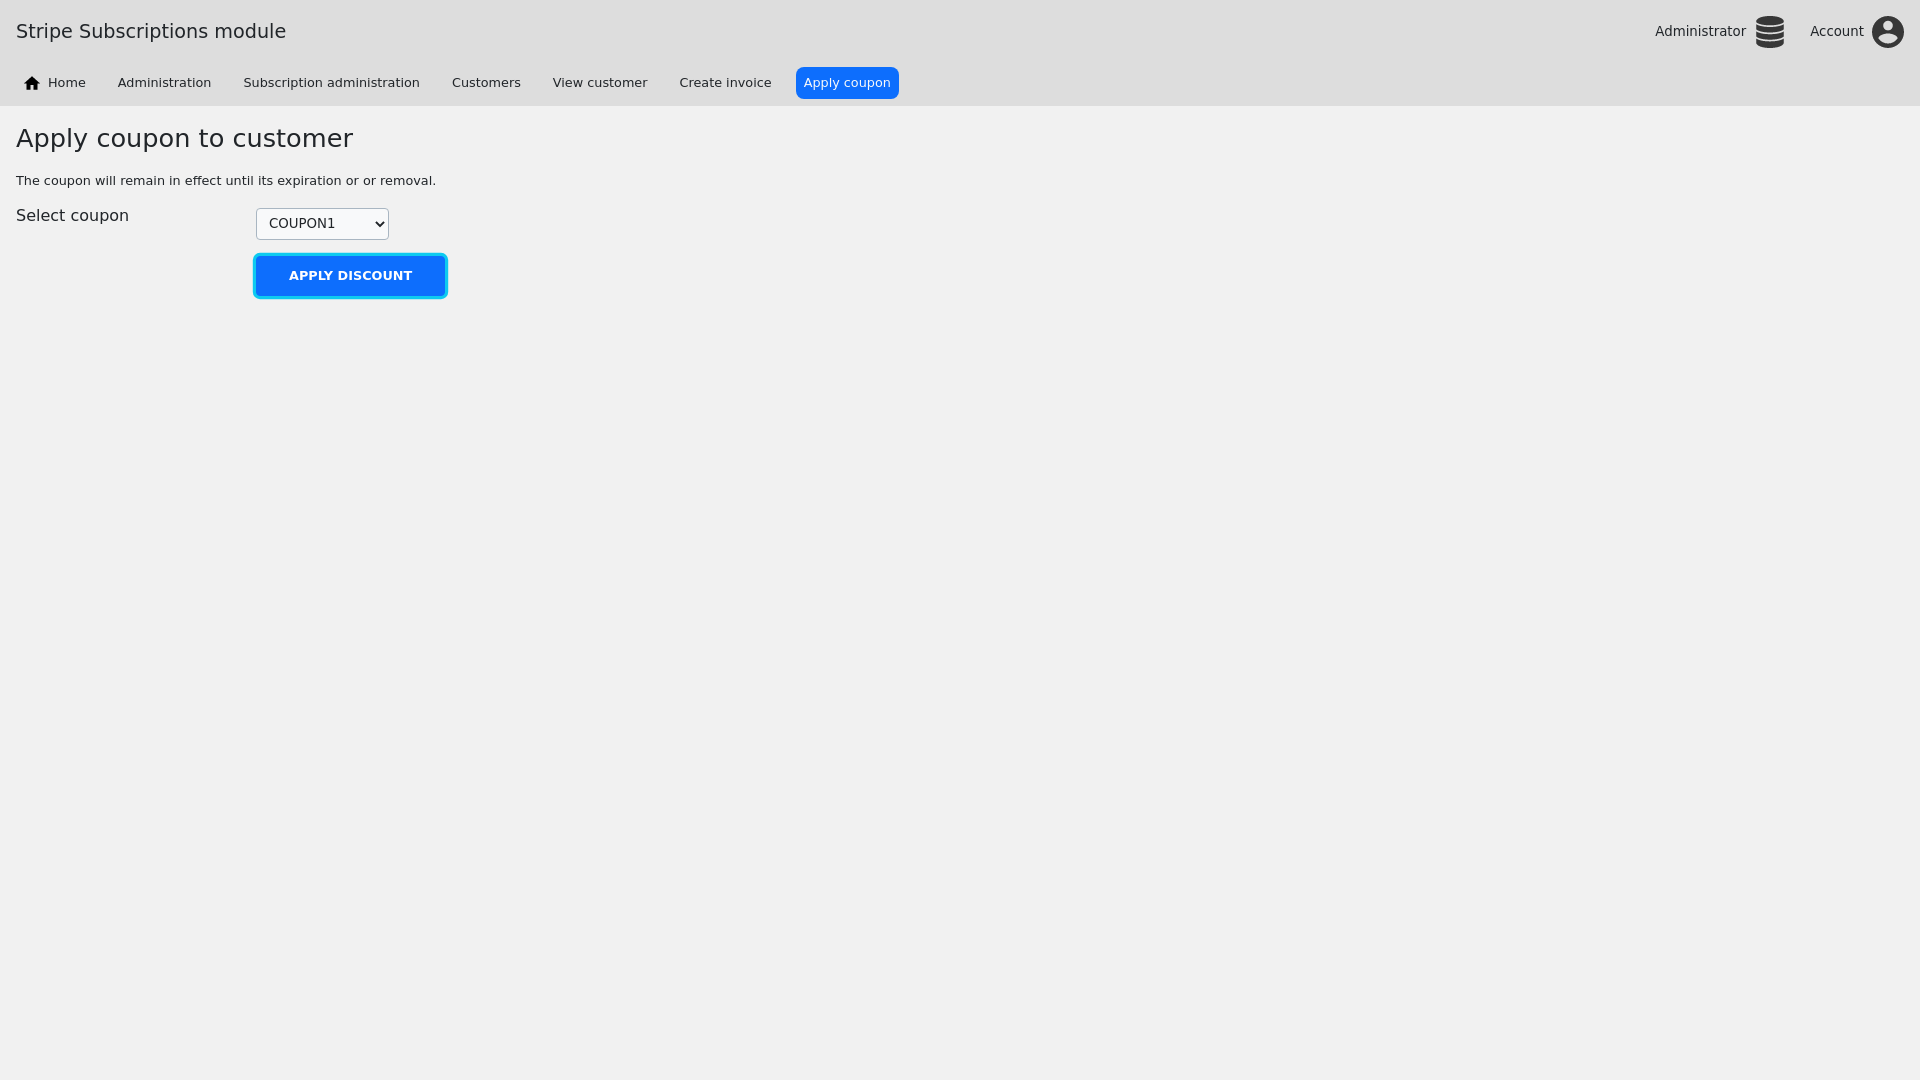 Stripe Subscriptions module
Administrator
Account
Home
Administration
Subscription administration
Customers
View customer
Create invoice
Apply coupon
Apply coupon to customer
The coupon will remain in effect until its expiration or or removal.
Select coupon
COUPON1
APPLY DISCOUNT